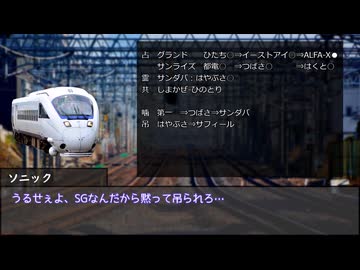 占 グランド ひたち○⇒イーストアイ○⇒ALFA-X●
サンライズ 都電○ ⇒つばさ○ ⇒はくと○
霊 サンダバ:はやぶさ○
共 しよかぜ・ひのとり
噛 第一 ⇒つばさ⇒サンダバ
吊 はやぶさ⇒サフィール
ソニック
うるせぇよ、SGなんだから黙って吊られろ…